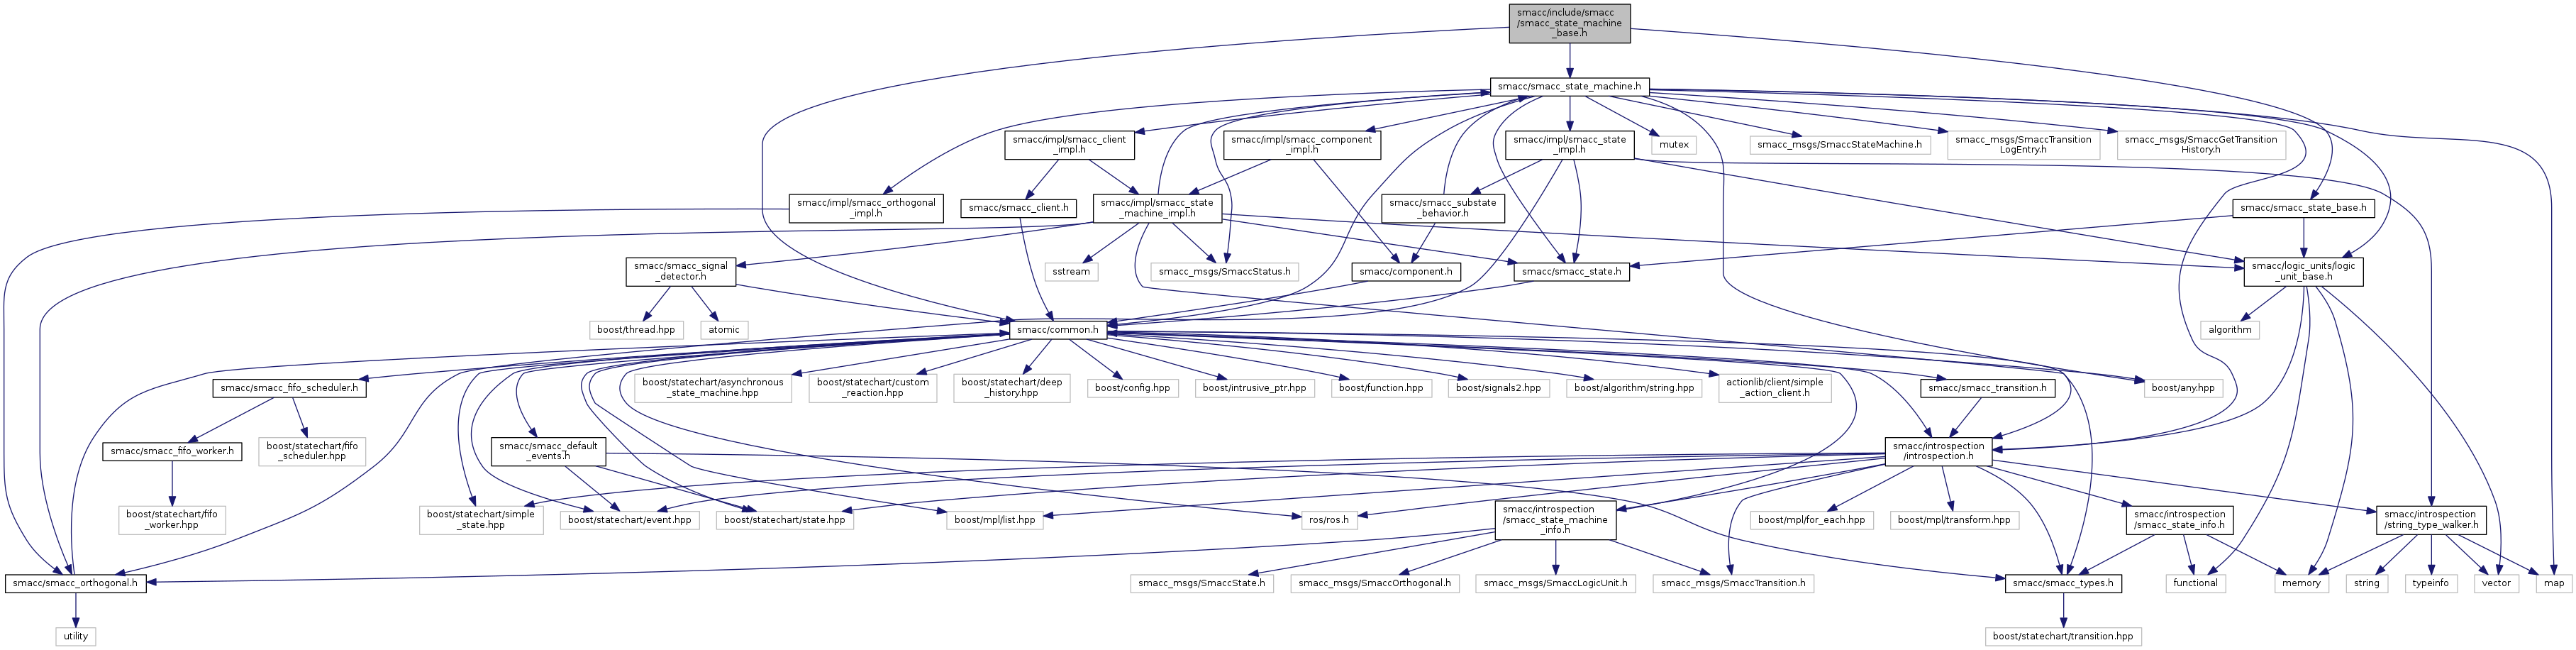 smacc/include/smacc
/smacc_state_machine
_base.h
smacc/smacc_state_machine.h
smacc/impl/smacc_client
_impl.h
smacc/impl/smacc_component
_impl.h
smacc/impl/smacc_state
_impl.h
mutex
smacc_msgs/SmaccStateMachine.h
smacc_msgs/SmaccTransition
LogEntry.h
smacc_msgs/SmaccGetTransition
History.h
smacc/impl/smacc_orthogonal
_impl.h
smacc/smacc_client.h
smacc/impl/smacc_state
_machine_impl.h
smacc/smacc_substate
_behavior.h
smacc/smacc_state_base.h
smacc/smacc_signal
_detector.h
sstream
smacc_msgs/SmaccStatus.h
smacc/component.h
smacc/smacc_state.h
smacc/logic_units/logic
_unit_base.h
boost/thread.hpp
atomic
smacc/common.h
algorithm
smacc/smacc_fifo_scheduler.h
boost/statechart/asynchronous
_state_machine.hpp
boost/statechart/custom
_reaction.hpp
boost/statechart/deep
_history.hpp
boost/config.hpp
boost/intrusive_ptr.hpp
boost/function.hpp
boost/signals2.hpp
boost/algorithm/string.hpp
actionlib/client/simple
_action_client.h
smacc/smacc_transition.h
boost/any.hpp
smacc/smacc_fifo_worker.h
boost/statechart/fifo
_scheduler.hpp
smacc/smacc_default
_events.h
smacc/introspection
/introspection.h
boost/statechart/fifo
_worker.hpp
boost/statechart/simple
_state.hpp
boost/statechart/event.hpp
boost/statechart/state.hpp
boost/mpl/list.hpp
ros/ros.h
smacc/introspection
/smacc_state_machine
_info.h
boost/mpl/for_each.hpp
boost/mpl/transform.hpp
smacc/introspection
/smacc_state_info.h
smacc/introspection
/string_type_walker.h
smacc/smacc_orthogonal.h
smacc_msgs/SmaccState.h
smacc_msgs/SmaccOrthogonal.h
smacc_msgs/SmaccLogicUnit.h
smacc_msgs/SmaccTransition.h
smacc/smacc_types.h
functional
memory
string
typeinfo
vector
map
utility
boost/statechart/transition.hpp